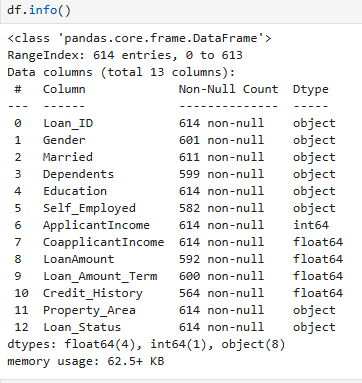 df.info()
<class 'pandas.core.frame.DataFrame'>
RangeIndex: 614 entries, 0 to 613
Data columns (total 13 columns):
 #   Column             Non-Null Count  Dtype
---  ------             --------------  -----
 0   Loan_ID            614 non-null    object
 1   Gender             601 non-null    object
 2   Married            611 non-null    object
 3   Dependents         599 non-null    object
 4   Education          614 non-null    object
 5   Self_Employed      582 non-null    object
 6   ApplicantIncome    614 non-null    int64
 7   CoapplicantIncome  614 non-null    float64
 8   LoanAmount         592 non-null    float64
 9   Loan_Amount_Term   600 non-null    float64
 10  Credit_History     564 non-null    float64
 11  Property_Area      614 non-null    object
 12  Loan_Status        614 non-null    object
dtypes: float64(4), int64(1), object(8)
memory usage: 62.5+ KB